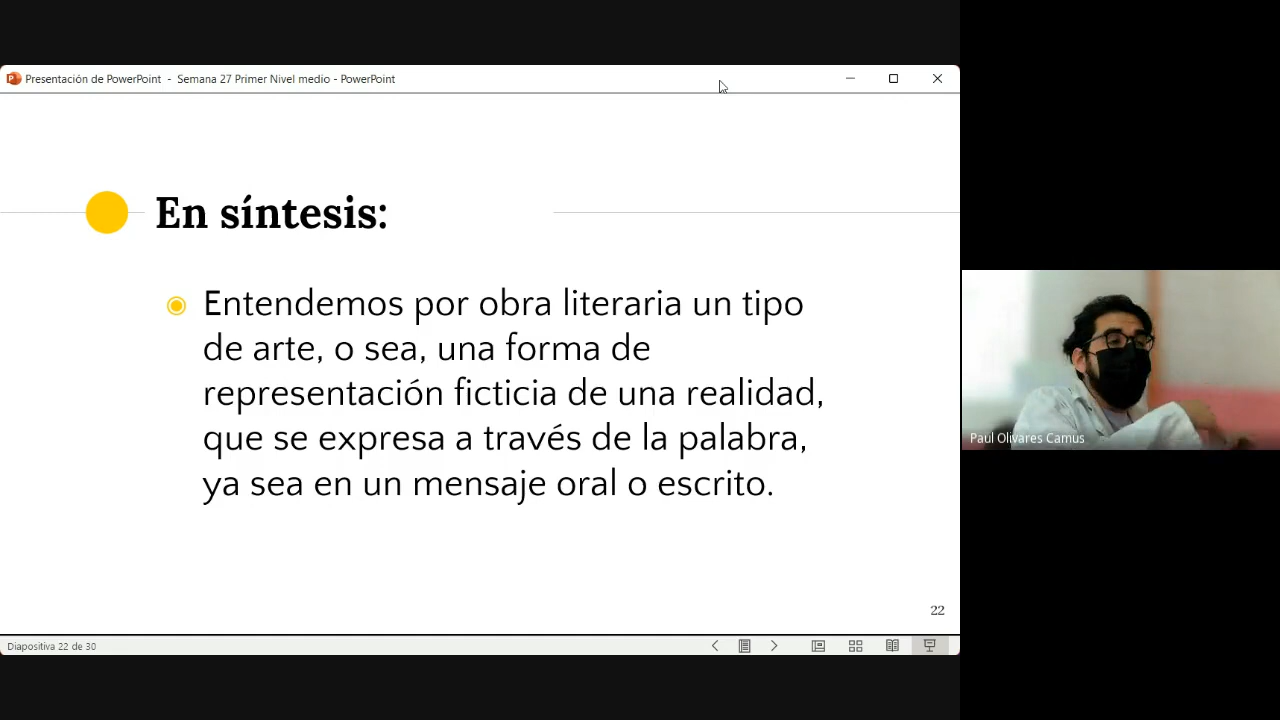 Presentación de PowerPoint - Semana 27 Primer Nivel medio - PowerPoint
En síntesis:
Entendemos por obra literaria un tipo
de arte, o sea, una forma de
representación ficticia de una realidad,
que se expresa a través de la palabra,
ya sea en un mensaje oral o escrito.
Paul Olivares Camus
22
Diapositiva 22 de 30